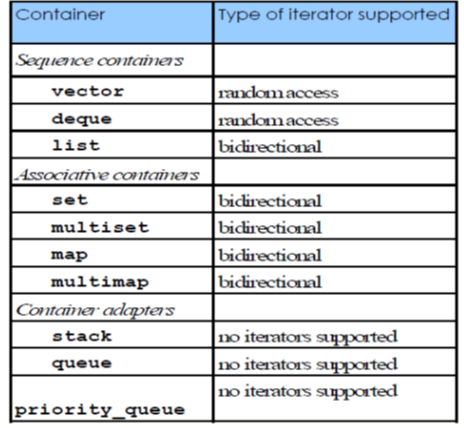 Container Type of iterator supported
Sequence containers
vector random access
deque random access
list bidirectional
Associative containers
set bidirectional
multiset bidirectional
map bidirectional
multimap bidirectional
Container adapters
stack no iterators supported
queue no iterators supported
priority_queue no iterators supported